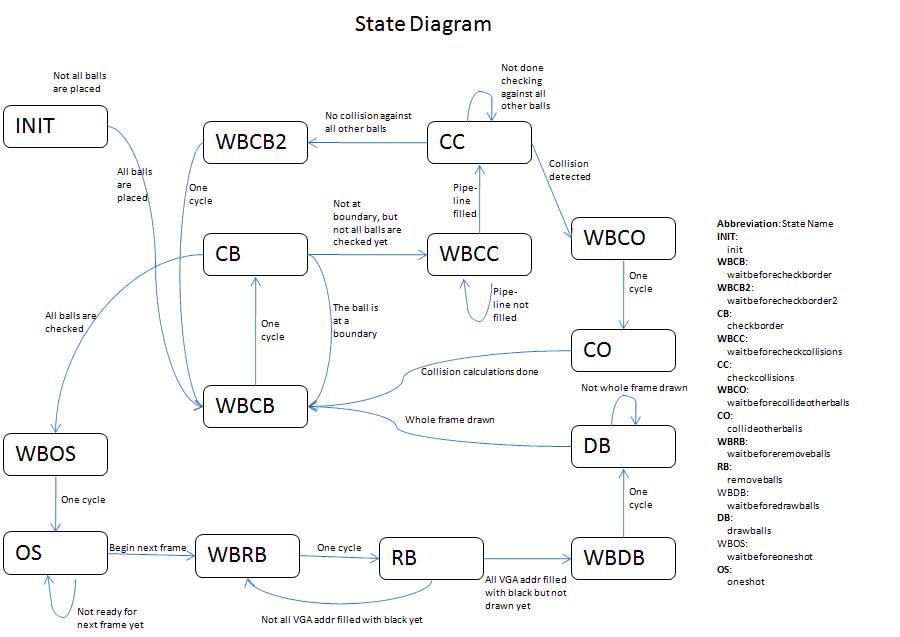 State Diagram
Not all balls
are placed
INIT
All balls
are
placed
WBCB2
One
cycle
No collision against
all other balls
CC
Not done
checking
against all
other balls
Collision
detected
Pipe-
line
filled
Not at
boundary, but
not all balls are
checked yet
CB
WBCC
Pipe-
line not
filled
WBCO
One
cycle
CO
Collision calculations done
The ball is
at a
boundary
One
cycle
All balls are
checked
WBCB
Whole frame drawn
Not whole frame drawn
DB
One
cycle
WBOS
One cycle
OS
Not ready for
next frame yet
Begin next frame
WBRB
One cycle
RB
Not all VGA addr filled with black yet
All VGA addr filled
with black but not
drawn yet
WBDB
Abbreviation: State Name
INIT:
init
WBCB:
waitbeforecheckborder
WBCB2:
waitbeforecheckborder2
CB:
checkborder
WBCC:
waitbeforecheckcollisions
CC:
checkcollisions
WBCO:
waitbeforecollideotherballs
CO:
collideotherballs
WBRB:
waitbeforeremoveballs
RB:
removeballs
WBDB:
waitbeforedrawballs
DB:
drawballs
WBOS:
waitbeforeoneshot
OS:
oneshot